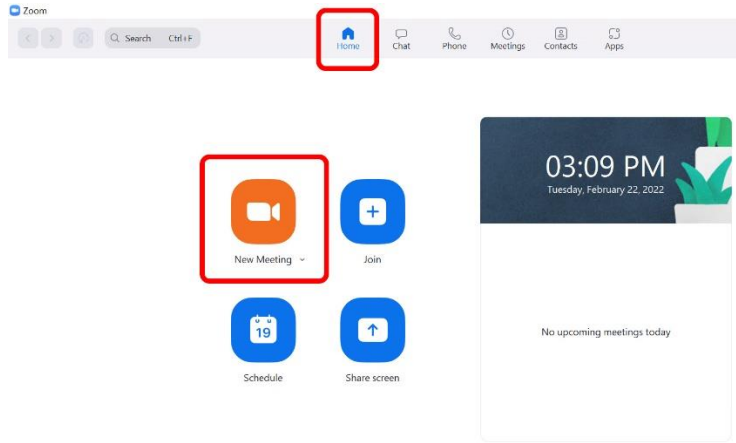 Zoom
Search Ctrl+F
Home Chat Phone Meetings Contacts Apps
03:09 PM
Tuesday, February 22, 2022
New Meeting
Join
19
Schedule
Share screen
No upcoming meetings today